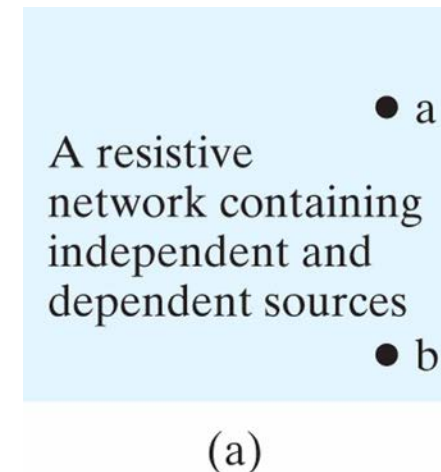 a
A resistive
network containing
independent and
dependent sources
b
(a)